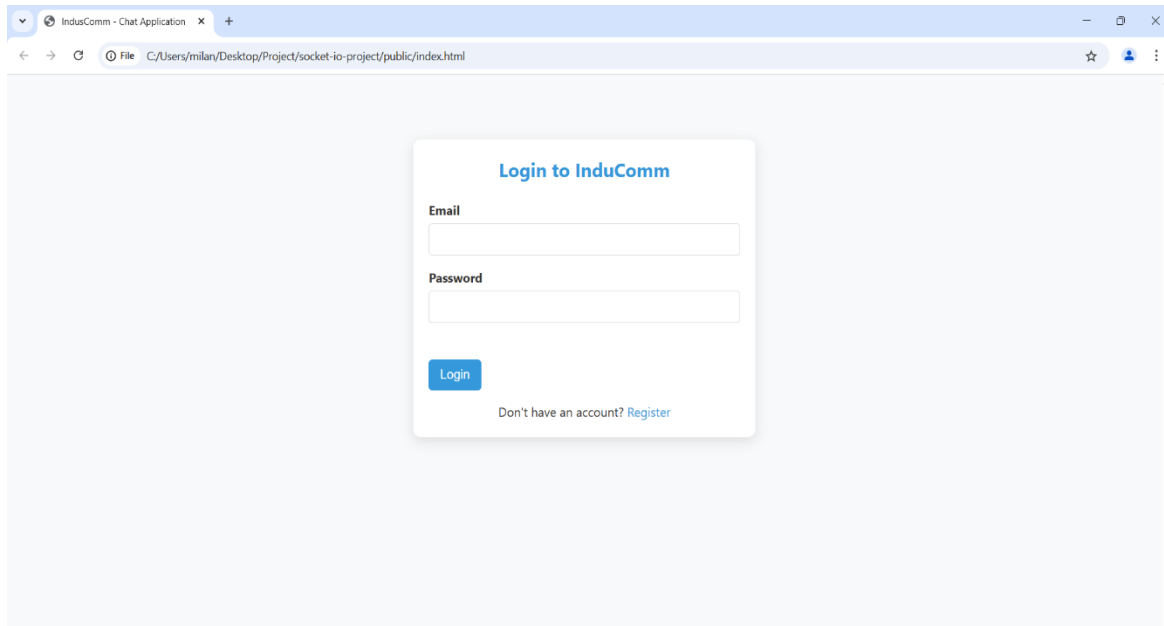 IndusComm - Chat Application
File C:/Users/milan/Desktop/Project/socket-io-project/public/index.html
Login to InduComm
Email
Password
Login
Don't have an account? Register